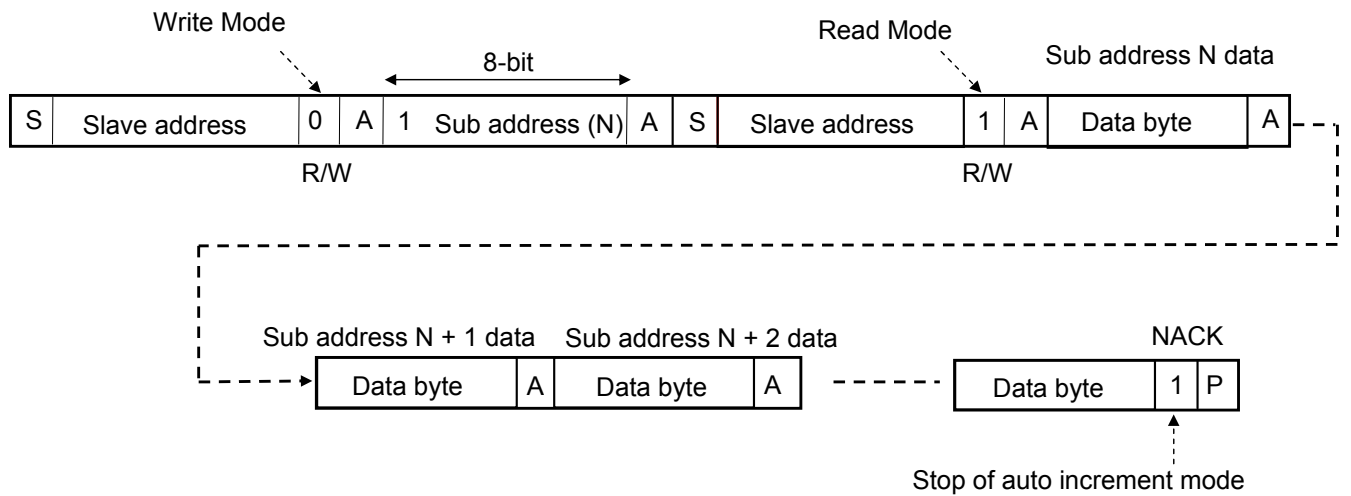 Write Mode
Read Mode
8-bit
Sub address N data
S Slave address 0 A 1 Sub address (N) A S Slave address 1 A Data byte A
R/W R/W
Sub address N + 1 data Sub address N + 2 data NACK
Data byte A Data byte A Data byte 1 P
Stop of auto increment mode